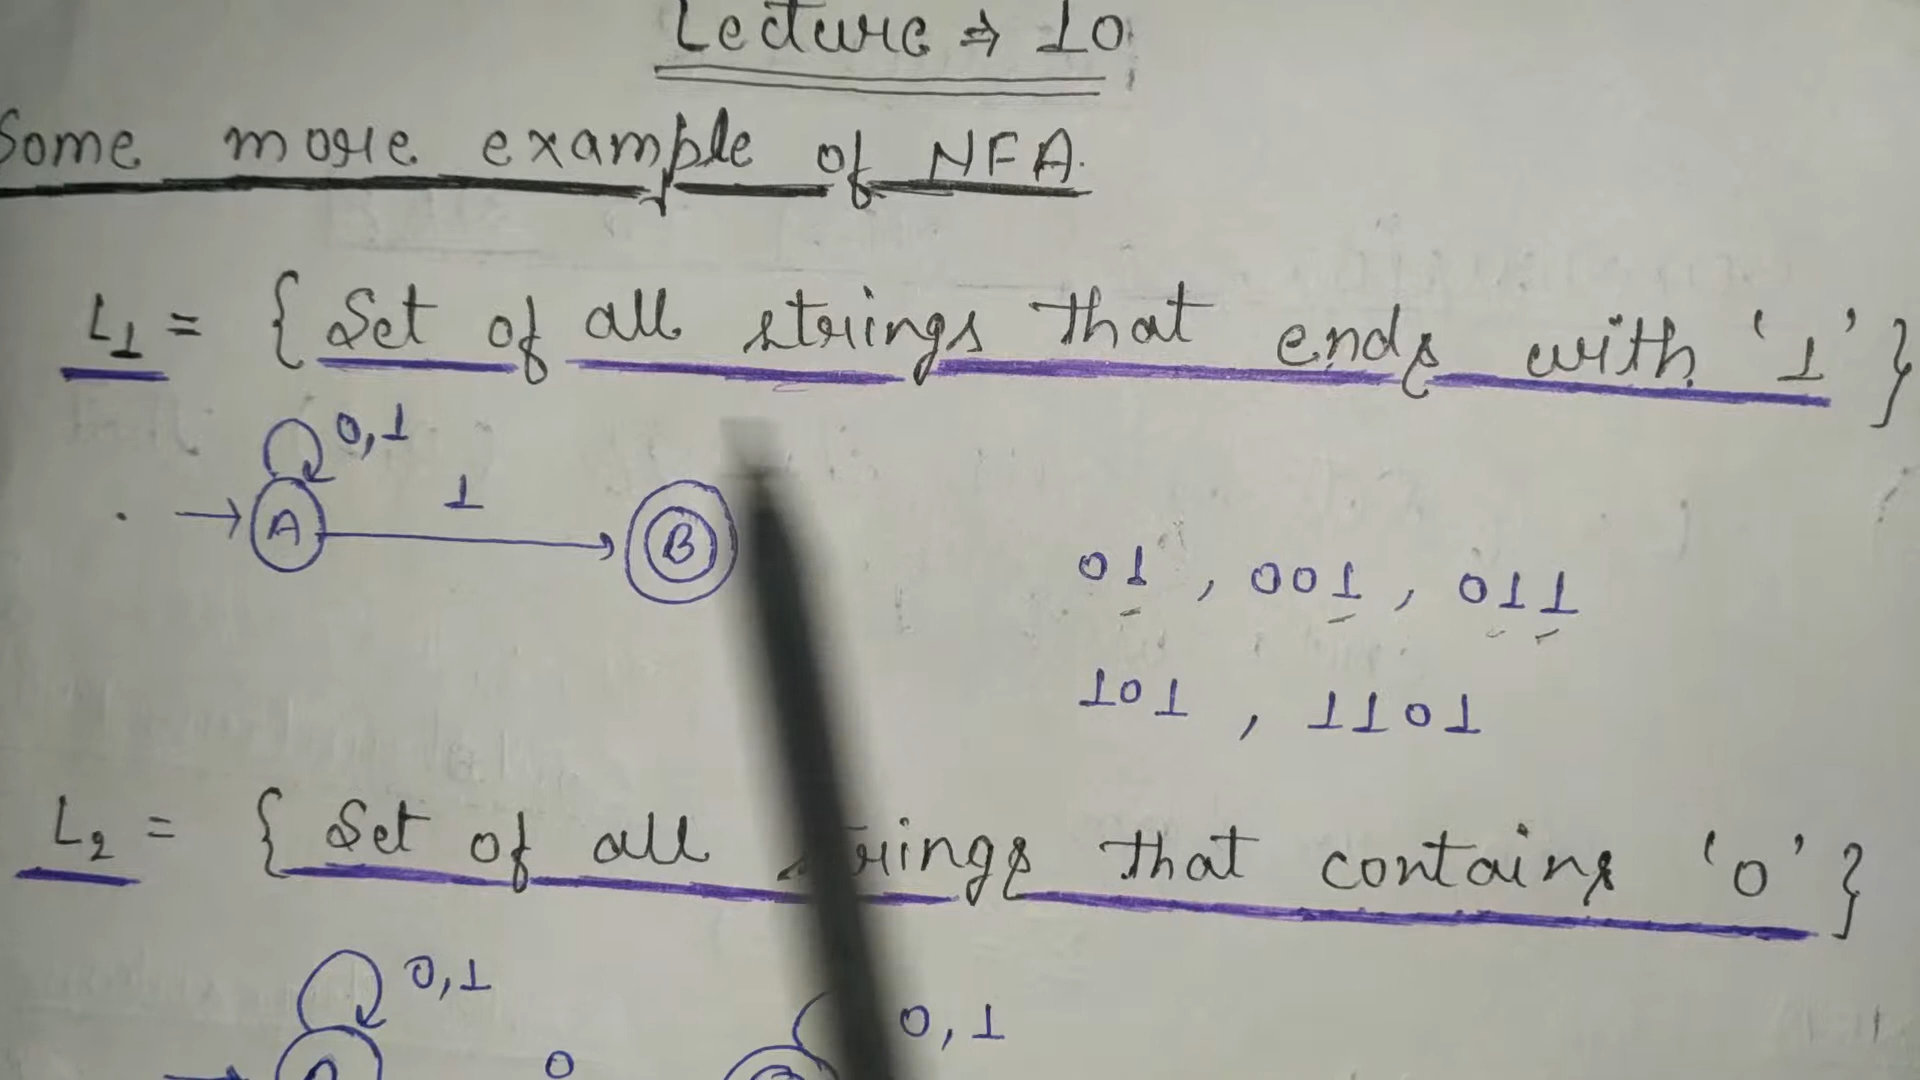 Lecture ⇒ 10
Some more example of NFA.
L1 = { Set of all strings that ends with '1' }
0,1
1
A
B
01 , 001 , 011
101 , 1101
L2 = { Set of all strings that contains '0' }
0,1
0,1
0